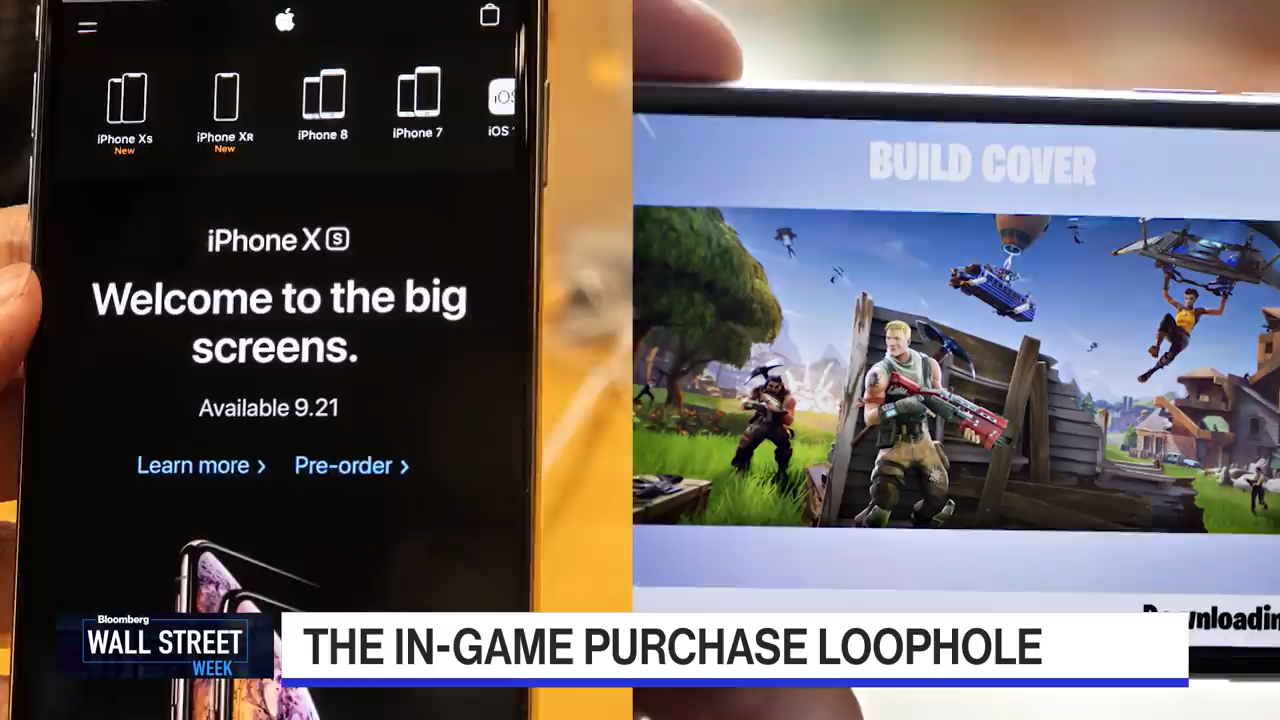 iPhone Xs
New
iPhone XR
New
iPhone 8
iPhone 7
iOS
iPhone XS
Welcome to the big
screens.
Available 9.21
Learn more >
Pre-order >
BUILD COVER
Bloomberg
WALL STREET
WEEK
THE IN-GAME PURCHASE LOOPHOLE